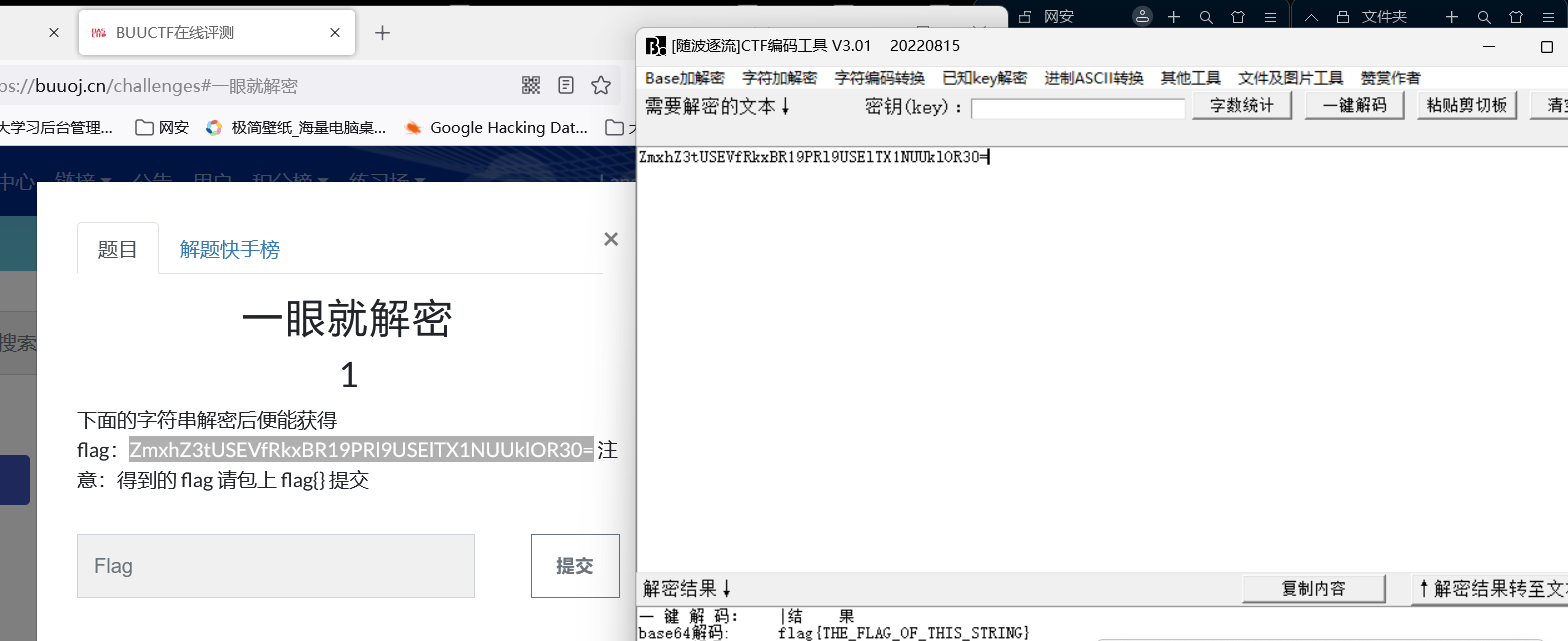 BUUCTF在线评测
ps://buuoj.cn/challenges#一眼就解密
大学习后台管理... 网安 极简壁纸_海量电脑桌... Google Hacking Dat...
中心 链接 公告 用户 积分榜 练习场
搜索
题目 解题快手榜 ×
一眼就解密
1
下面的字符串解密后便能获得
flag：ZmxhZ3tUSEVfRkxBR19PRl9USElTX1NUUklOR30= 注
意：得到的 flag 请包上 flag{} 提交
Flag 提交
网安 文件夹
[随波逐流]CTF编码工具 V3.01 20220815
Base加解密 字符加解密 字符编码转换 已知key解密 进制ASCII转换 其他工具 文件及图片工具 赞赏作者
需要解密的文本↓ 密钥(key)： 字数统计 一键解码 粘贴剪切板 清空
ZmxhZ3tUSEVfRkxBR19PRl9USElTX1NUUklOR30=
解密结果↓ 复制内容 ↑解密结果转至文
一 键 解 码: |结 果
base64解码: flag{THE_FLAG_OF_THIS_STRING}